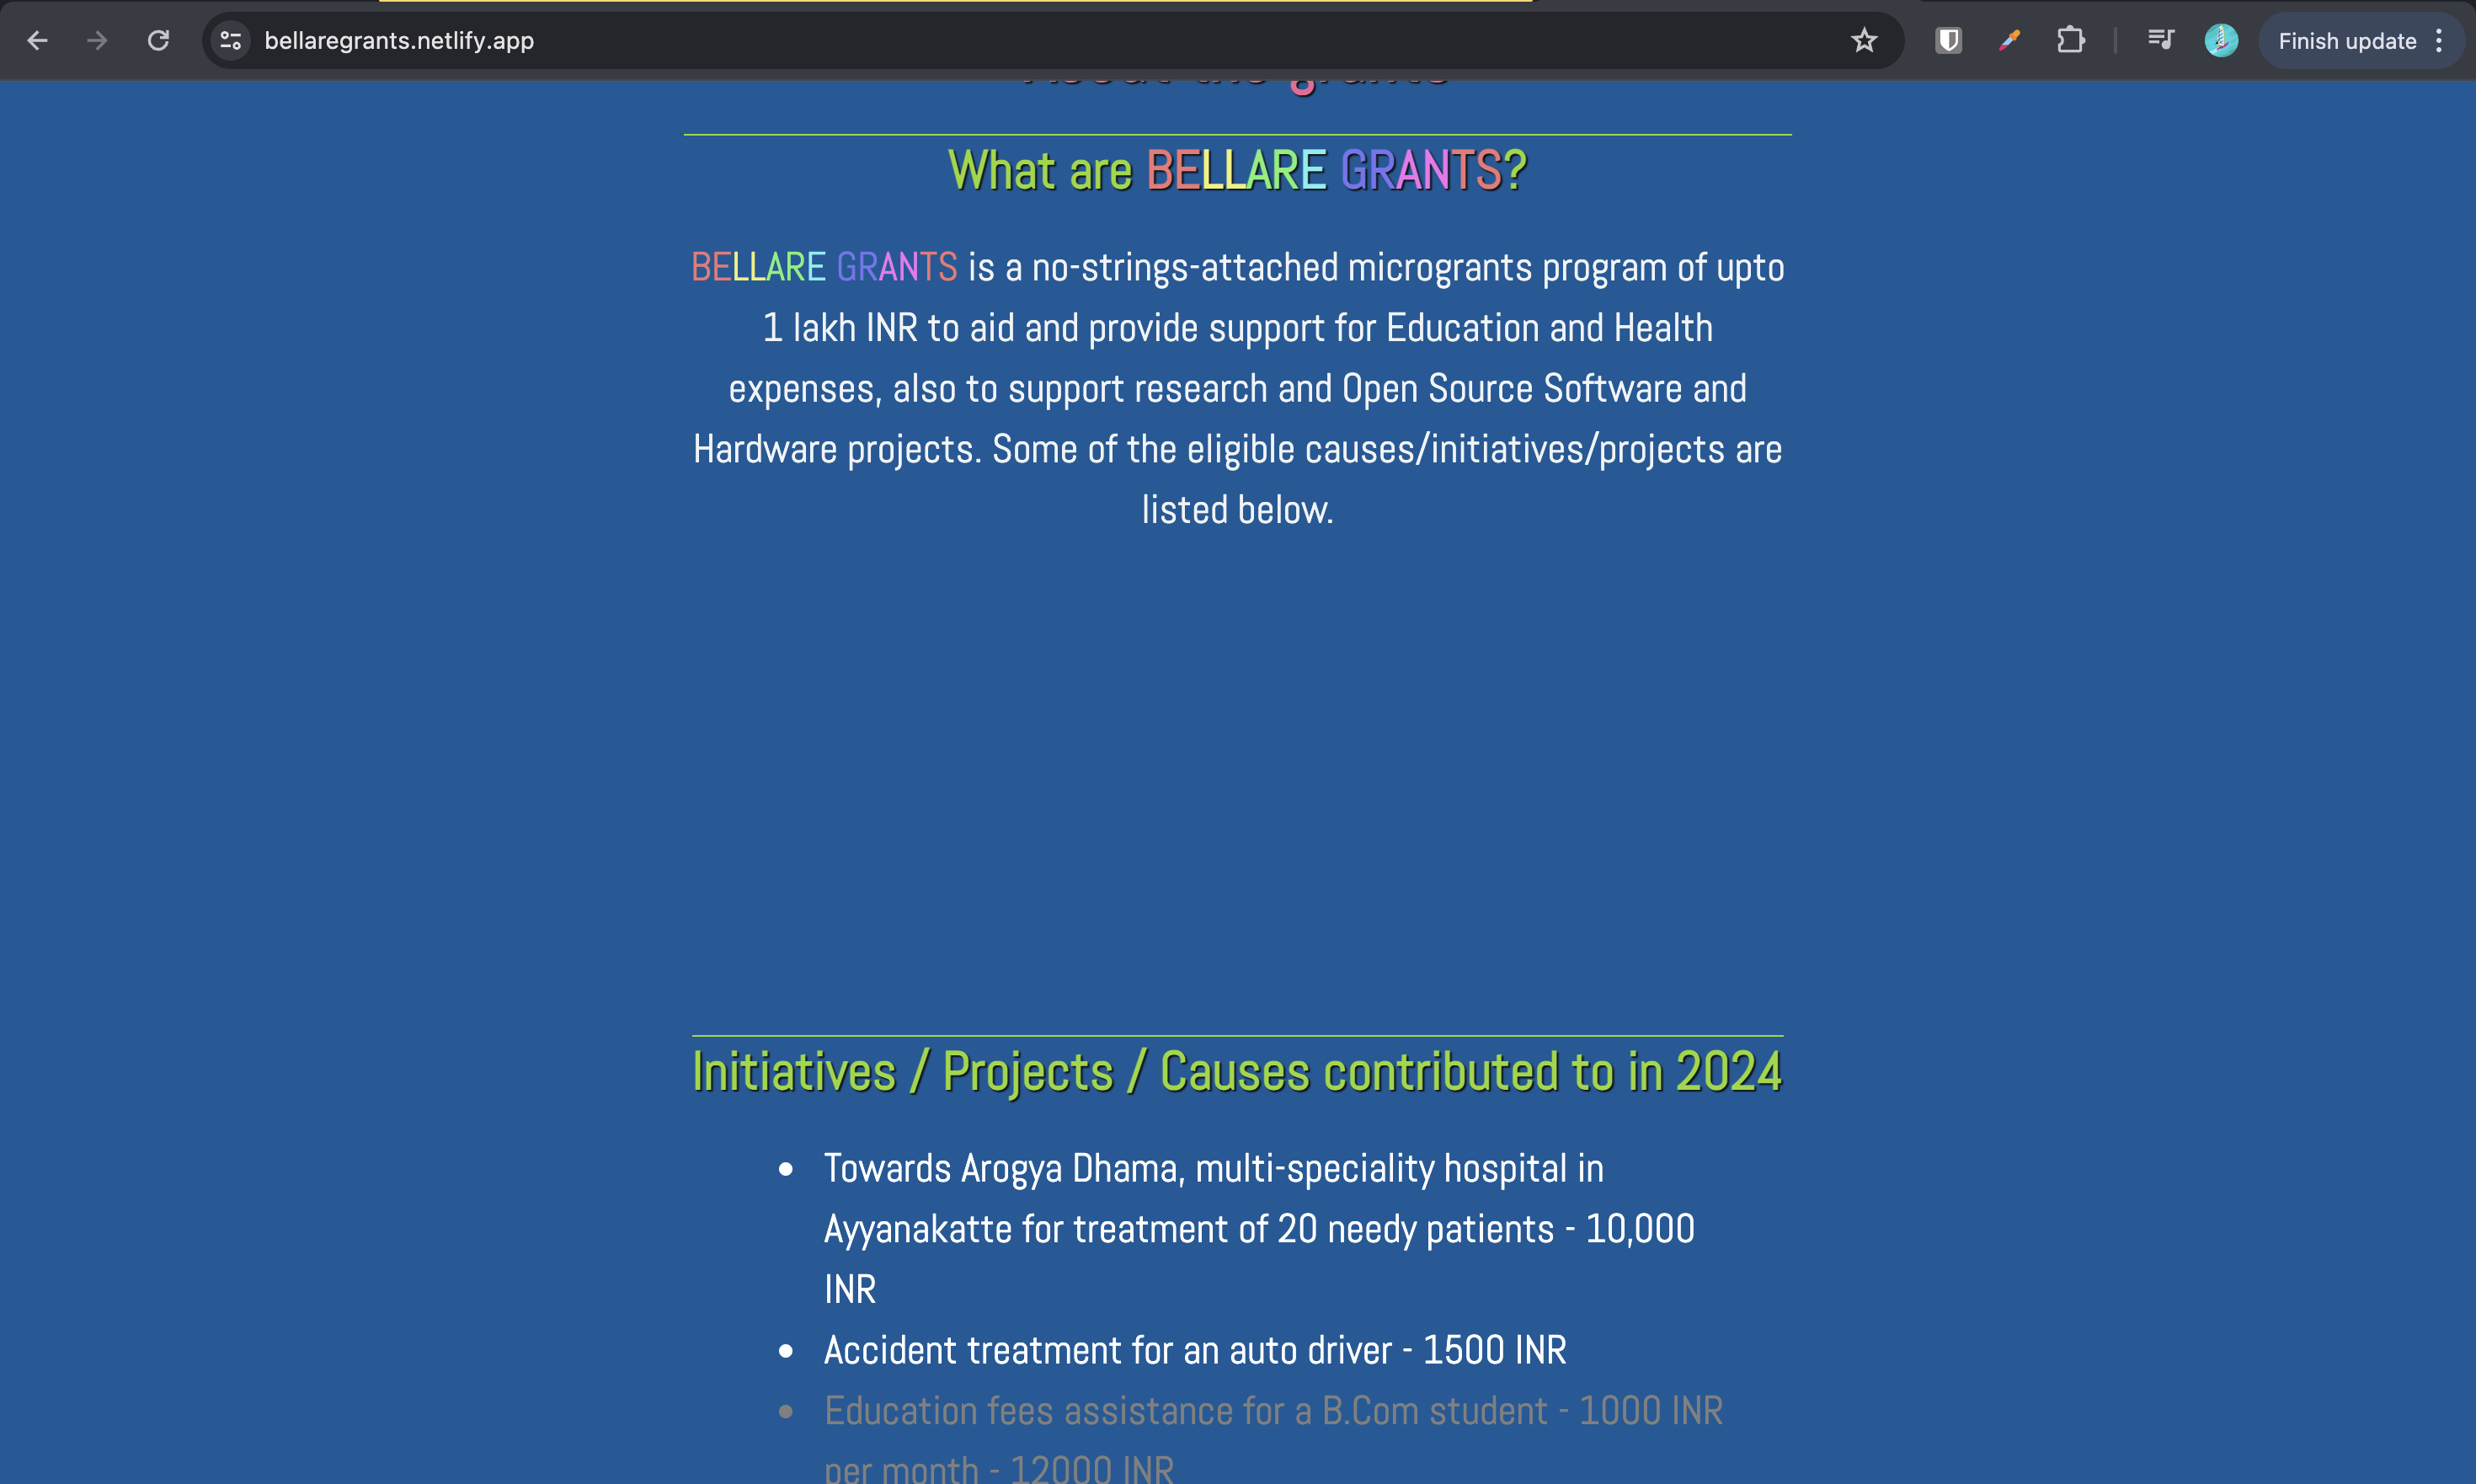 bellaregrants.netlify.app
Finish update
About the grants
What are BELLARE GRANTS?
BELLARE GRANTS is a no-strings-attached microgrants program of upto
1 lakh INR to aid and provide support for Education and Health
expenses, also to support research and Open Source Software and
Hardware projects. Some of the eligible causes/initiatives/projects are
listed below.
Initiatives / Projects / Causes contributed to in 2024
Towards Arogya Dhama, multi-speciality hospital in
Ayyanakatte for treatment of 20 needy patients - 10,000
INR
Accident treatment for an auto driver - 1500 INR
Education fees assistance for a B.Com student - 1000 INR
per month - 12000 INR